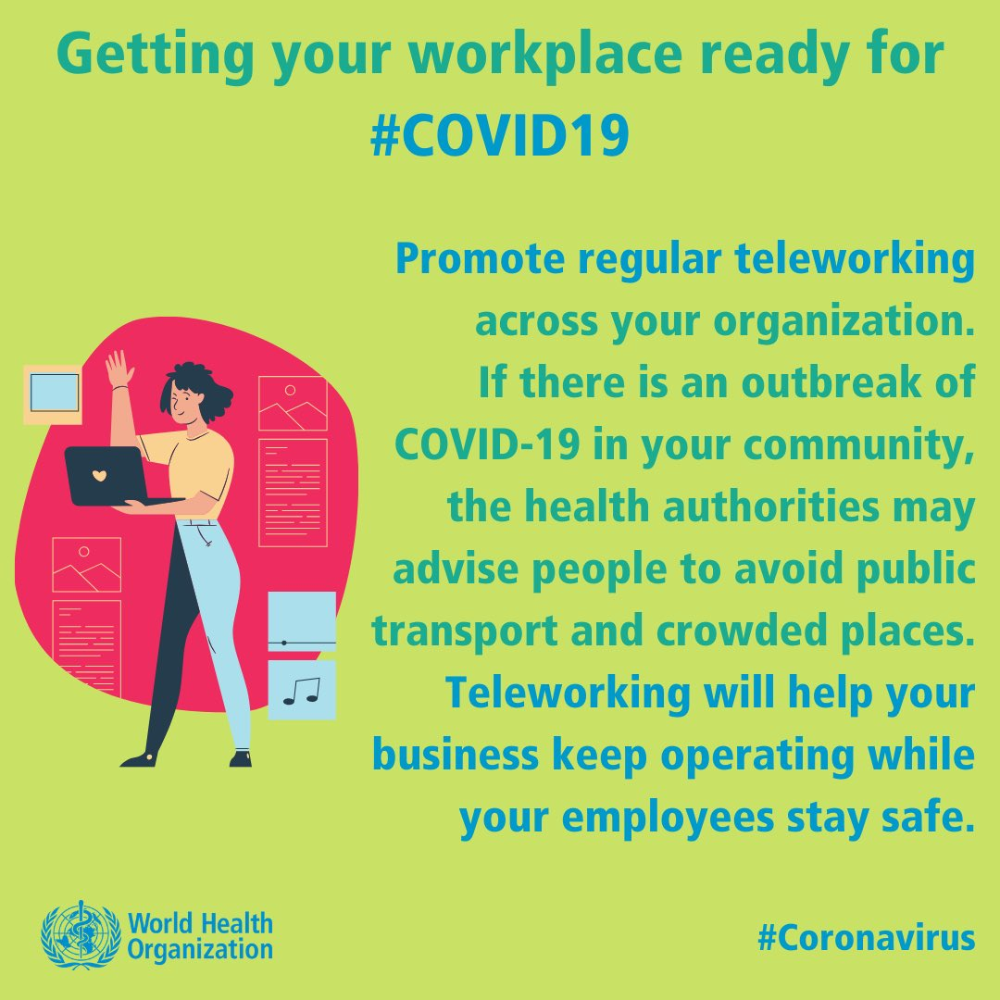 Getting your workplace ready for
#COVID19
Promote regular teleworking
across your organization.
If there is an outbreak of
COVID-19 in your community,
the health authorities may
advise people to avoid public
transport and crowded places.
Teleworking will help your
business keep operating while
your employees stay safe.
World Health
Organization
#Coronavirus